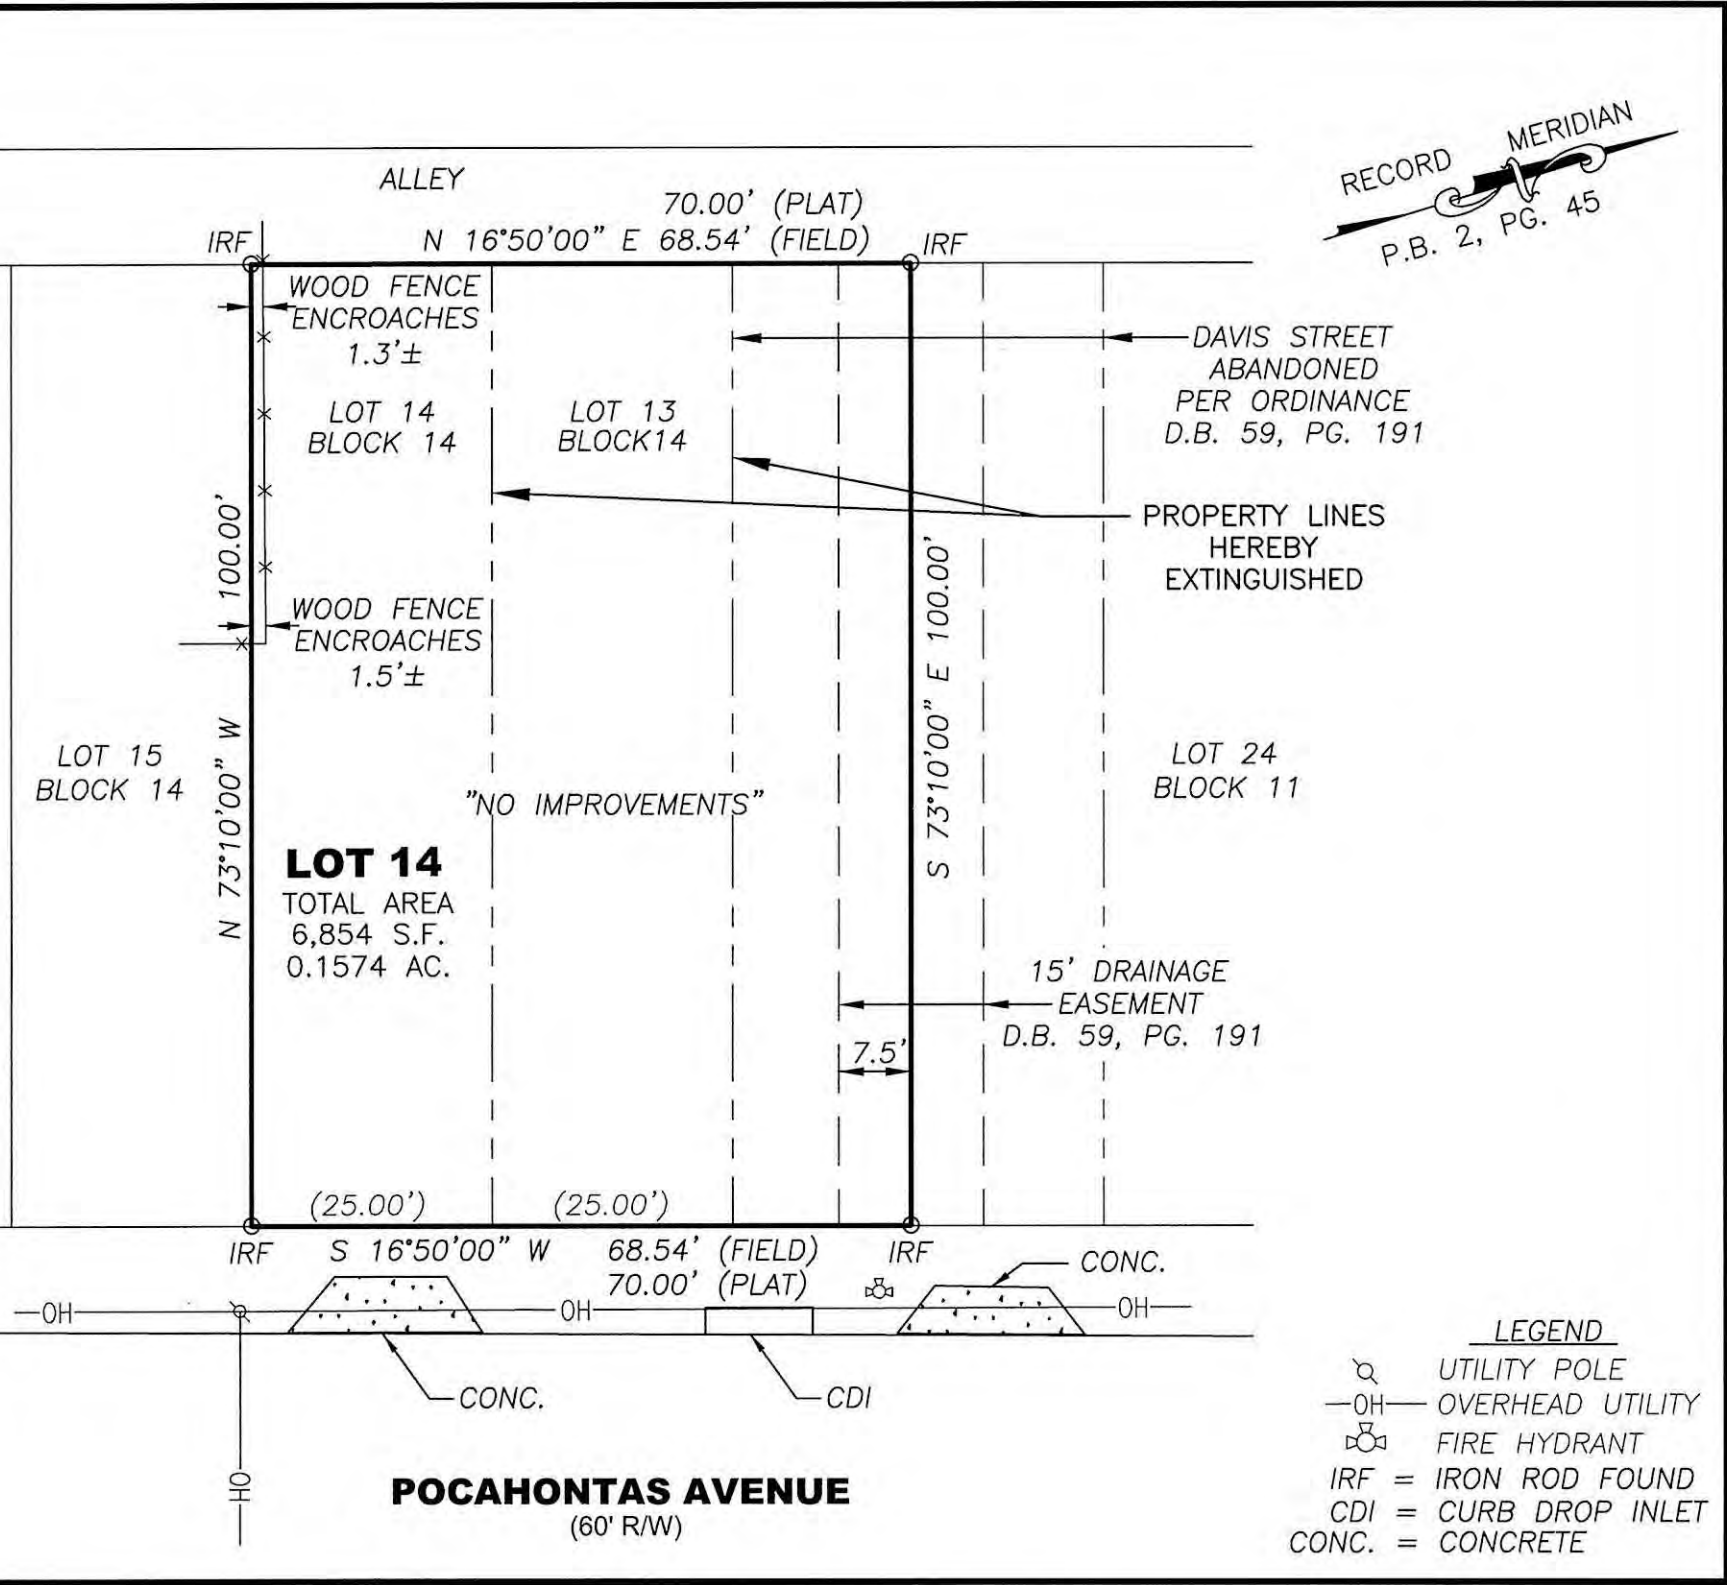 RECORD MERIDIAN
P.B. 2, PG. 45
ALLEY
70.00' (PLAT)
IRF
N 16°50'00" E 68.54' (FIELD)
IRF
WOOD FENCE
ENCROACHES
1.3'±
DAVIS STREET
ABANDONED
PER ORDINANCE
D.B. 59, PG. 191
LOT 14
BLOCK 14
LOT 13
BLOCK14
PROPERTY LINES
HEREBY
EXTINGUISHED
N 73°10'00" W 100.00'
S 73°10'00" E 100.00'
WOOD FENCE
ENCROACHES
1.5'±
LOT 15
BLOCK 14
LOT 24
BLOCK 11
"NO IMPROVEMENTS"
LOT 14
TOTAL AREA
6,854 S.F.
0.1574 AC.
15' DRAINAGE
EASEMENT
D.B. 59, PG. 191
7.5'
(25.00')
(25.00')
IRF
S 16°50'00" W 68.54' (FIELD)
IRF
70.00' (PLAT)
CONC.
OH
OH
OH
CONC.
CDI
OH
POCAHONTAS AVENUE
(60' R/W)
LEGEND
UTILITY POLE
OH OVERHEAD UTILITY
FIRE HYDRANT
IRF = IRON ROD FOUND
CDI = CURB DROP INLET
CONC. = CONCRETE